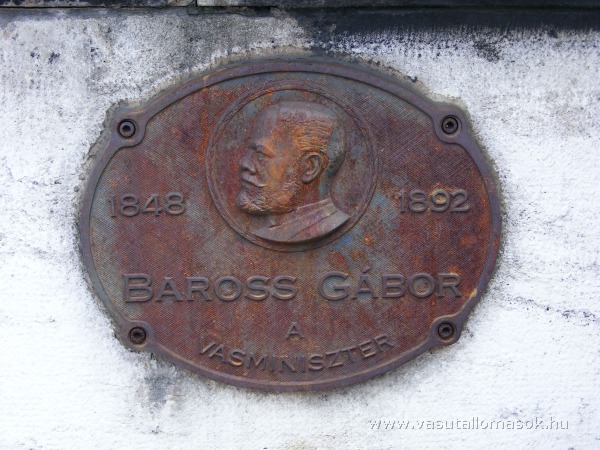 1848 1892
BAROSS GÁBOR
A
VASMINISZTER
www.vasutallomasok.hu